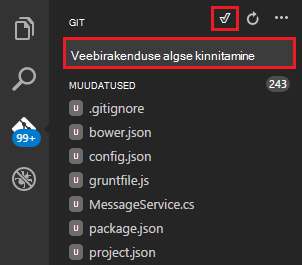 GIT
Veebirakenduse algse kinnitamine
MUUDATUSED 243
U .gitignore
U bower.json
99+ U config.json
U gruntfile.js
U MessageService.cs
U package.json
U project.json